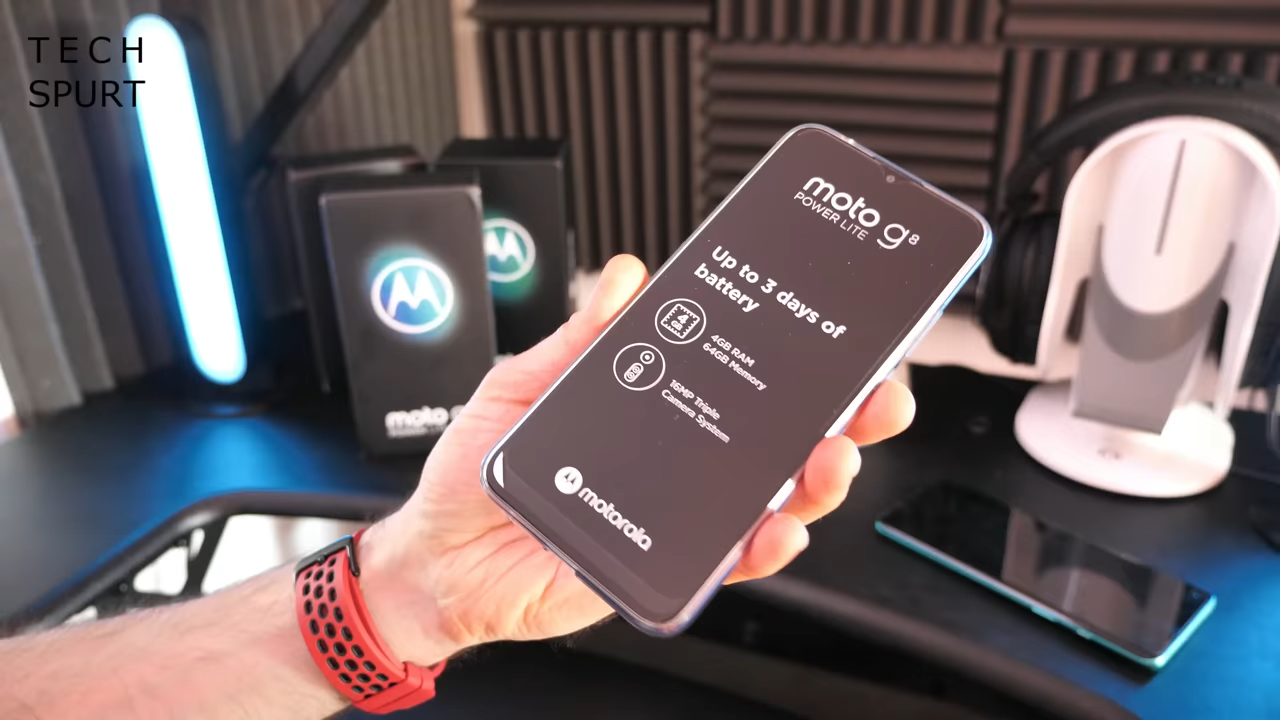 TECH
SPURT
moto g8
POWER LITE
Up to 3 days of
battery
4
GB
4GB RAM
64GB Memory
16MP Triple
Camera System
motorola
moto g